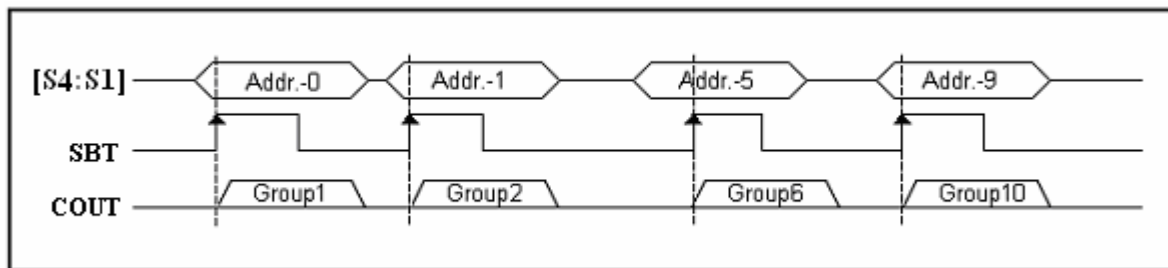 [S4:S1] Addr.-0 Addr.-1 Addr.-5 Addr.-9
SBT
COUT Group1 Group2 Group6 Group10